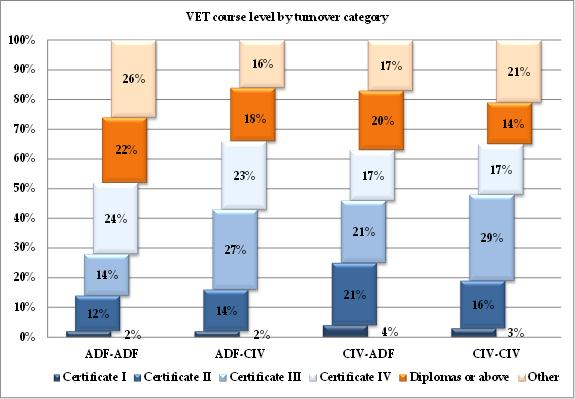 VET course level by turnover category
100%
90%
80%
70%
60%
50%
40%
30%
20%
10%
0%
26% 16% 17% 21%
22% 18% 20% 14%
24% 23% 17% 17%
14% 27% 21% 29%
12% 14% 21% 16%
2% 2% 4% 3%
ADF-ADF ADF-CIV CIV-ADF CIV-CIV
Certificate I Certificate II Certificate III Certificate IV Diplomas or above Other